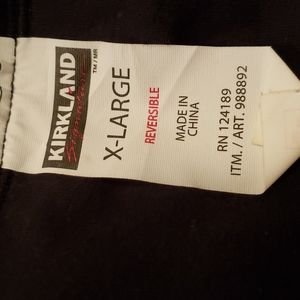 KIRKLAND
Signature
TM/MR
X-LARGE
REVERSIBLE
MADE IN
CHINA
RN 124189
ITM. / ART. 988892